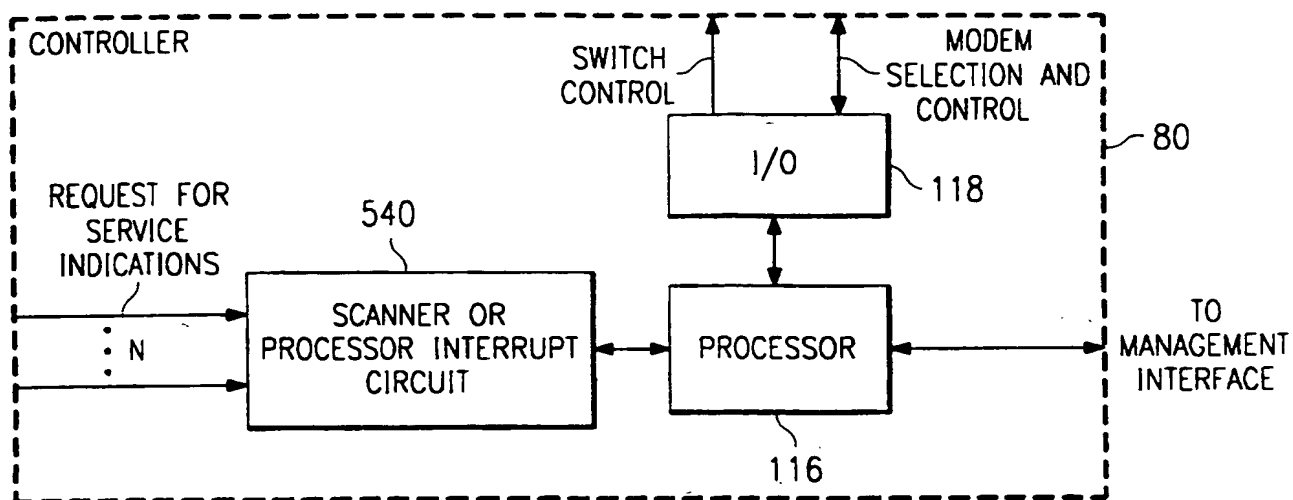 CONTROLLER
SWITCH
CONTROL
MODEM
SELECTION AND
CONTROL
80
I/O
118
REQUEST FOR
SERVICE
INDICATIONS
540
N
SCANNER OR
PROCESSOR INTERRUPT
CIRCUIT
PROCESSOR
116
TO
MANAGEMENT
INTERFACE